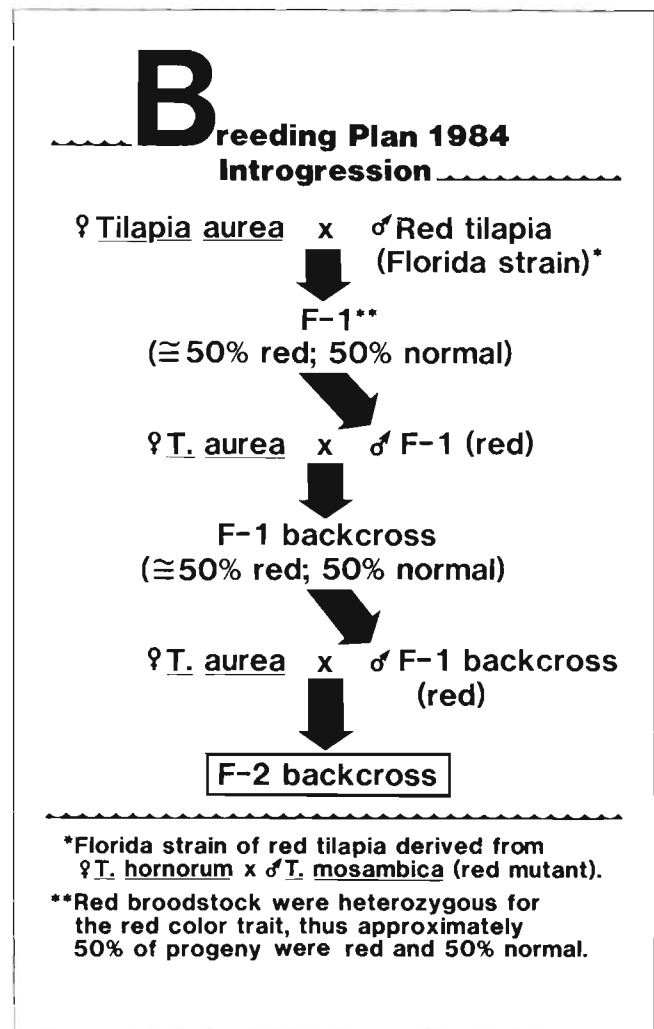 Breeding Plan 1984
Introgression
♀ Tilapia aurea x ♂ Red tilapia
(Florida strain)*
F-1**
(≅50% red; 50% normal)
♀ T. aurea x ♂ F-1 (red)
F-1 backcross
(≅50% red; 50% normal)
♀ T. aurea x ♂ F-1 backcross
(red)
F-2 backcross
*Florida strain of red tilapia derived from
♀ T. hornorum x ♂ T. mosambica (red mutant).
**Red broodstock were heterozygous for
the red color trait, thus approximately
50% of progeny were red and 50% normal.